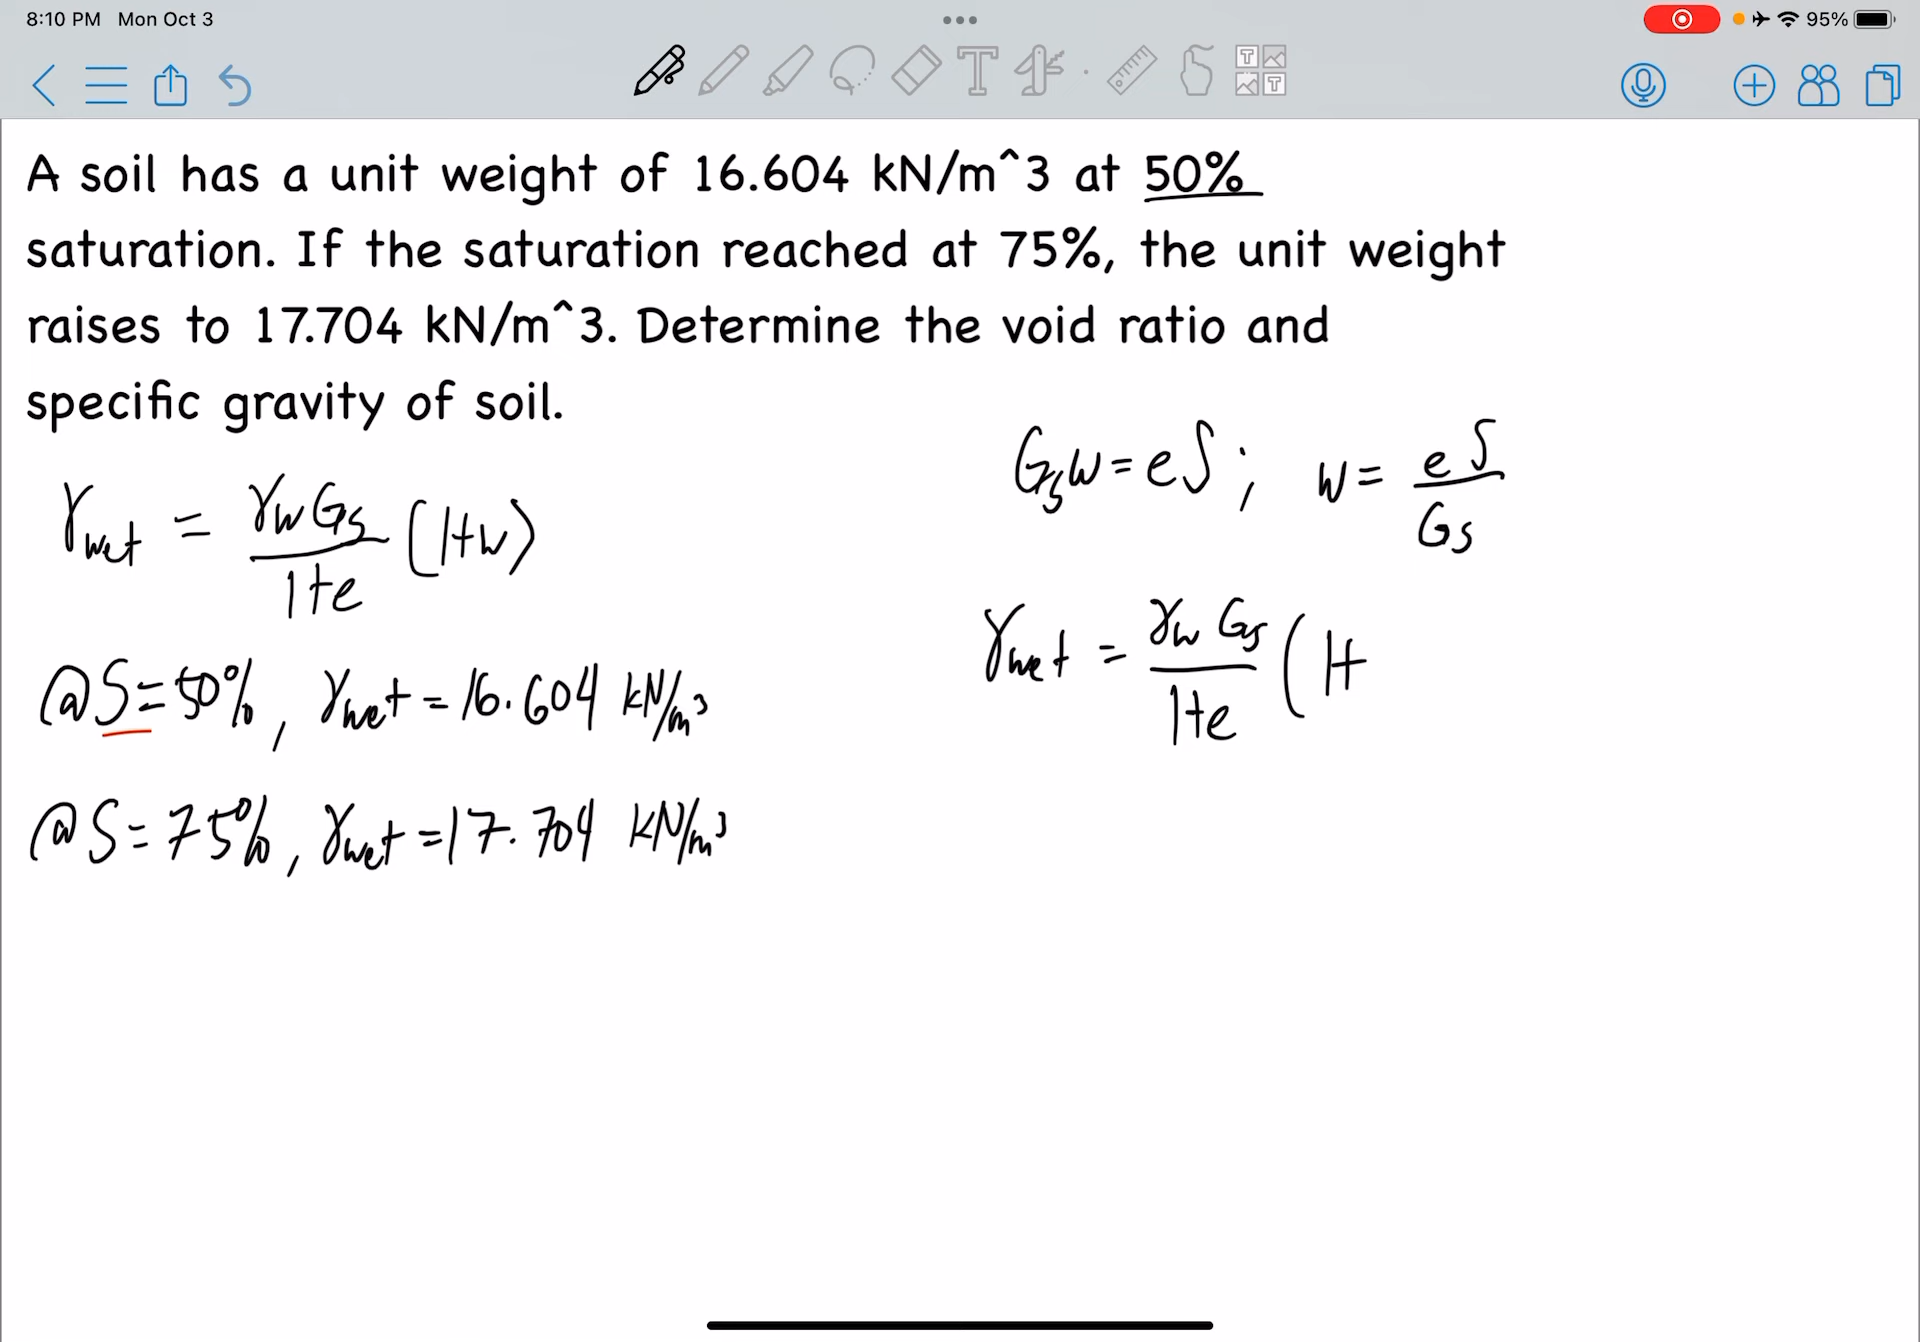 8:10 PM Mon Oct 3
95%
A soil has a unit weight of 16.604 kN/m^3 at 50%
saturation. If the saturation reached at 75%, the unit weight
raises to 17.704 kN/m^3. Determine the void ratio and
specific gravity of soil.
γwet = γw Gs / 1+e (1+w)
@S=50%, γwet = 16.604 kN/m³
@S=75%, γwet = 17.704 kN/m³
Gsw = eS; w = eS / Gs
γwet = γw Gs / 1+e (1+